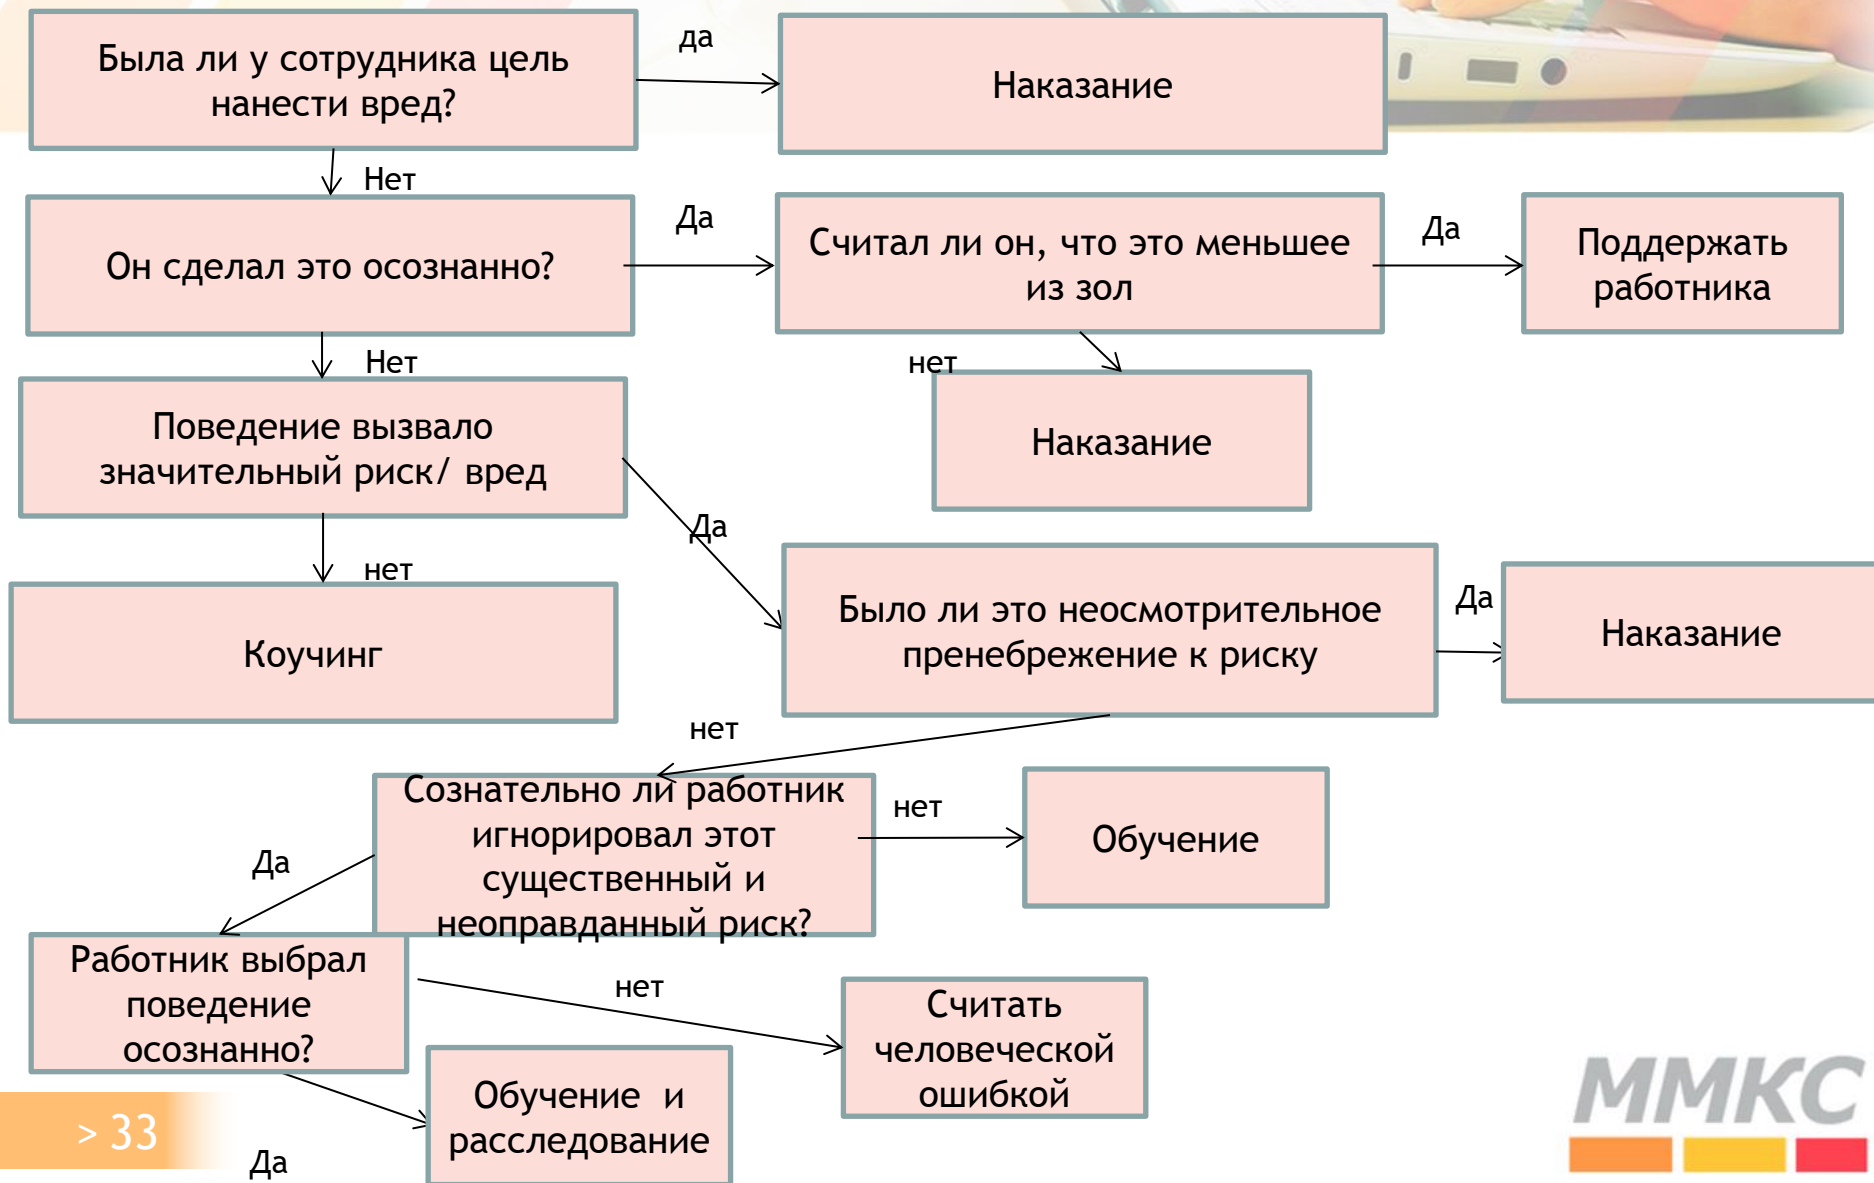 Была ли у сотрудника цель
нанести вред?
да
Наказание
Нет
Он сделал это осознанно?
Да
Считал ли он, что это меньшее
из зол
Да
Поддержать
работника
Нет
нет
Поведение вызвало
значительный риск/ вред
Наказание
Да
нет
Коучинг
Было ли это неосмотрительное
пренебрежение к риску
Да
Наказание
нет
Сознательно ли работник
игнорировал этот
существенный и
неоправданный риск?
нет
Обучение
Да
Работник выбрал
поведение
осознанно?
нет
Считать
человеческой
ошибкой
Обучение и
расследование
Да
> 33
ММКС